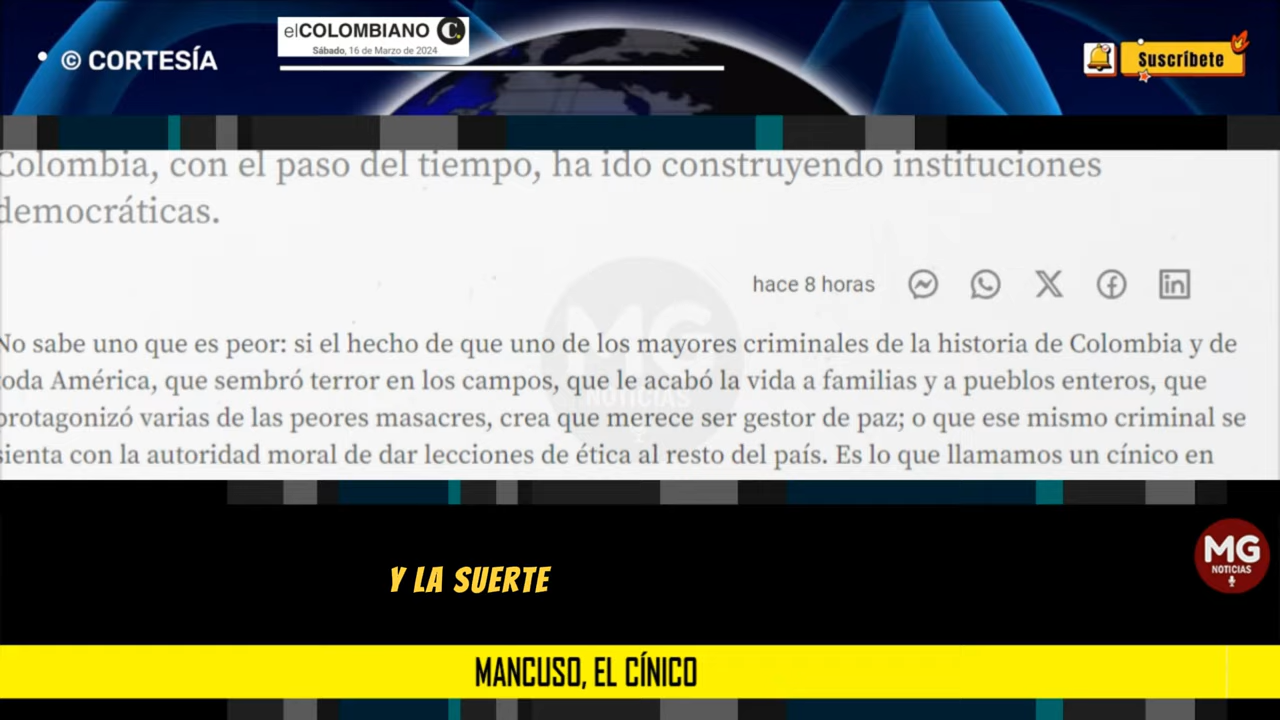 © CORTESÍA
elCOLOMBIANO
Sábado, 16 de Marzo de 2024
Suscríbete
Colombia, con el paso del tiempo, ha ido construyendo instituciones
democráticas.
hace 8 horas
No sabe uno que es peor: si el hecho de que uno de los mayores criminales de la historia de Colombia y de
toda América, que sembró terror en los campos, que le acabó la vida a familias y a pueblos enteros, que
protagonizó varias de las peores masacres, crea que merece ser gestor de paz; o que ese mismo criminal se
sienta con la autoridad moral de dar lecciones de ética al resto del país. Es lo que llamamos un cínico en
MG
NOTICIAS
Y LA SUERTE
MG
NOTICIAS
MANCUSO, EL CÍNICO